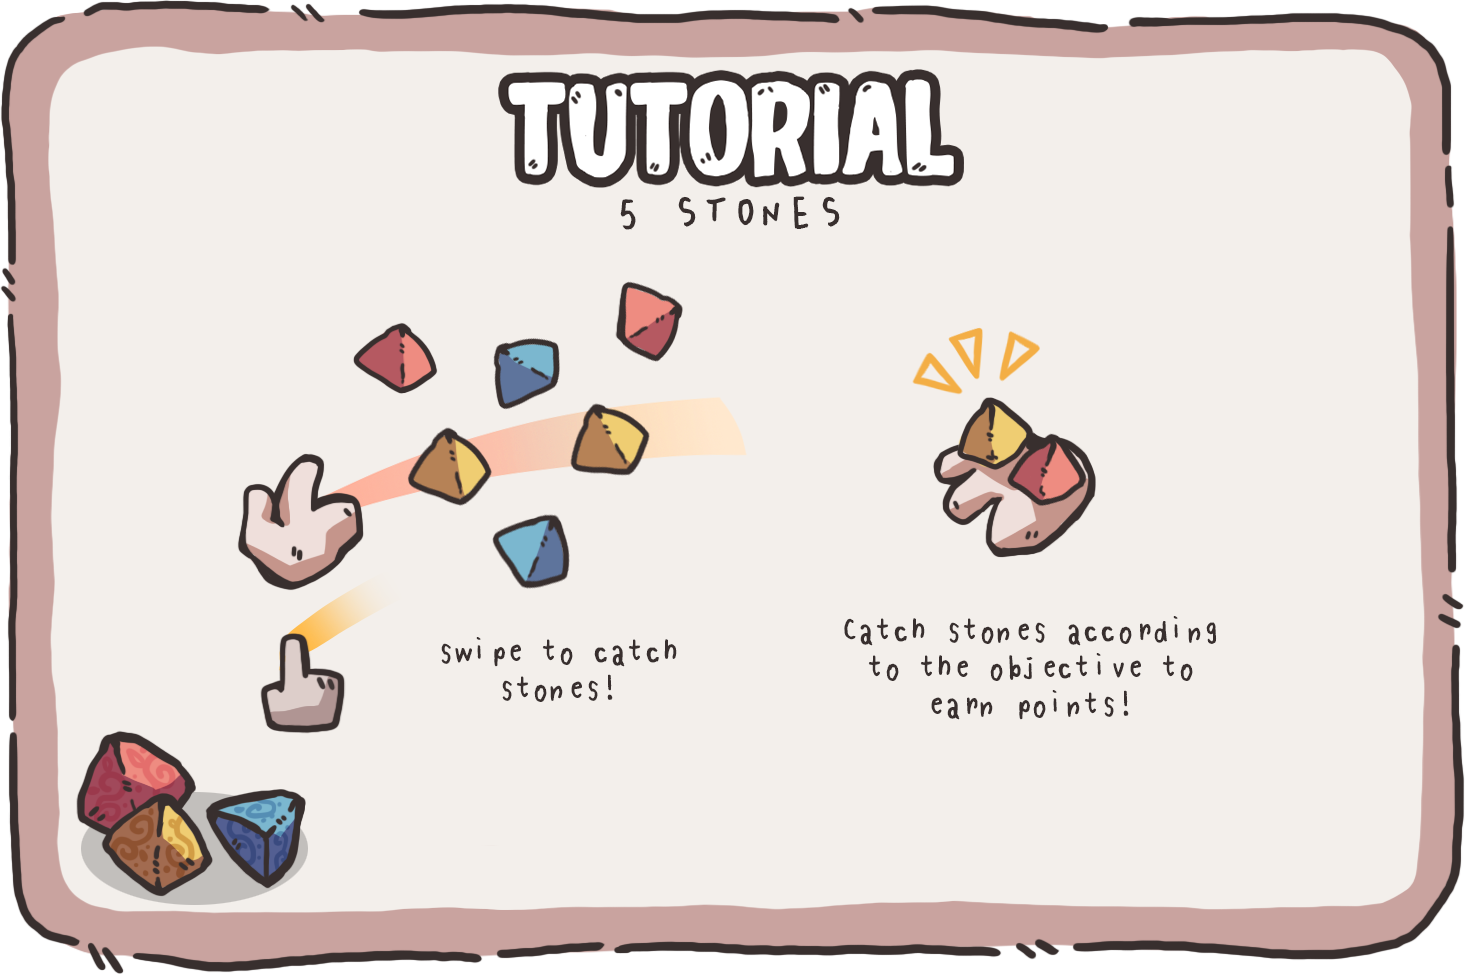 TUTORIAL
5 STONES
swipe to catch
stones!
Catch stones according
to the objective to
earn points!